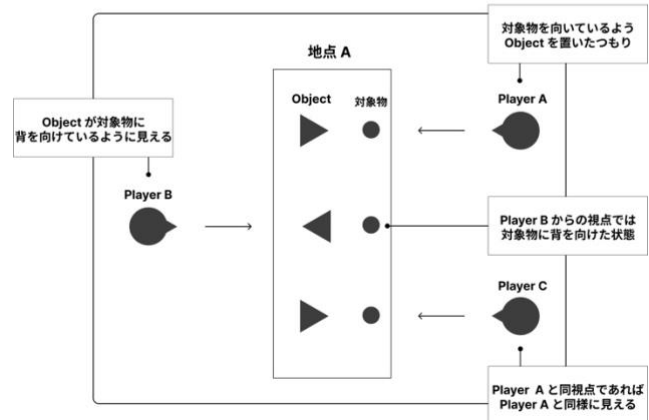 対象物を向いているよう
Object を置いたつもり
地点 A
Player A
Object
対象物
Object が対象物に
背を向けているように見える
Player B
Player B からの視点では
対象物に背を向けた状態
Player C
Player A と同視点であれば
Player A と同様に見える